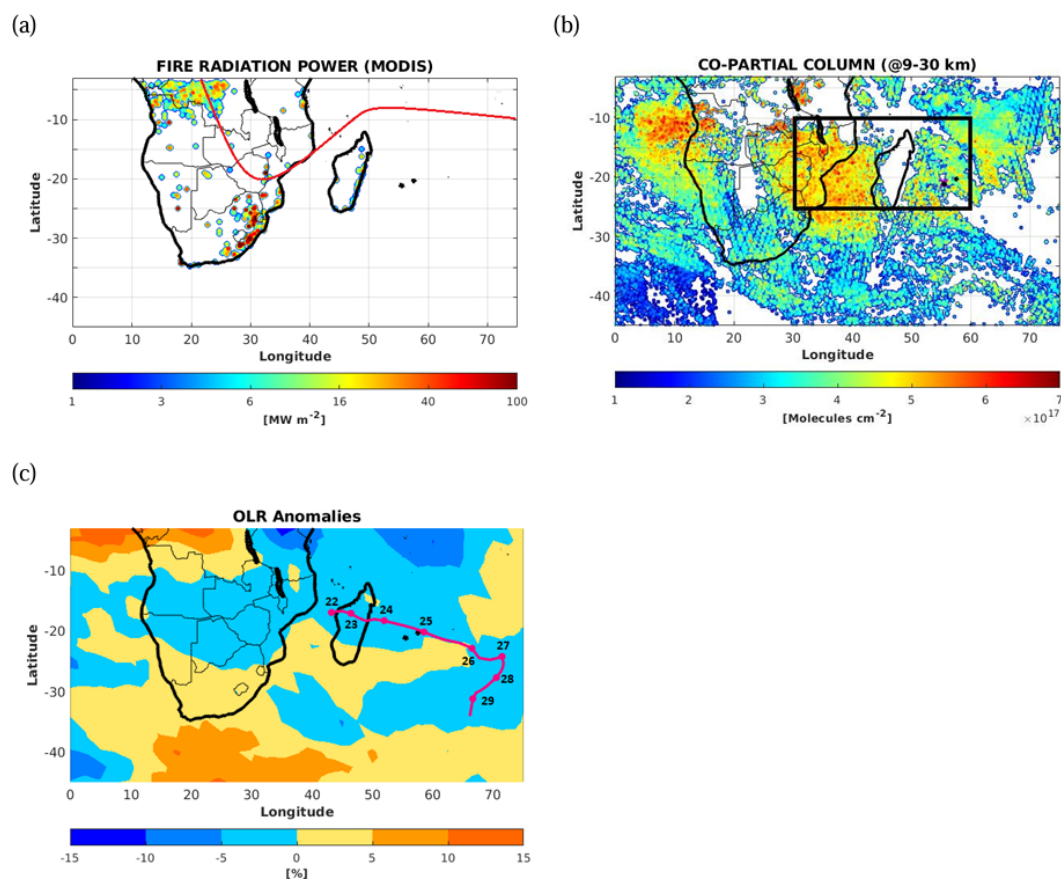 (a)
FIRE RADIATION POWER (MODIS)
Latitude
-10
-20
-30
-40
10 20 30 40 50 60 70
Longitude
1 3 6 16 40 100
[MW m⁻²]
(b)
CO-PARTIAL COLUMN (@9-30 km)
Latitude
-10
-20
-30
-40
20 30 40 50 60 70
Longitude
1 2 3 4 5 6 7
×10¹⁷
[Molecules cm⁻²]
(c)
OLR Anomalies
Latitude
-10
-20
-30
-40
22 23 24 25 26 27 28 29
0 10 20 30 40 50 60 70
Longitude
-15 -10 -5 0 5 10 15
[%]